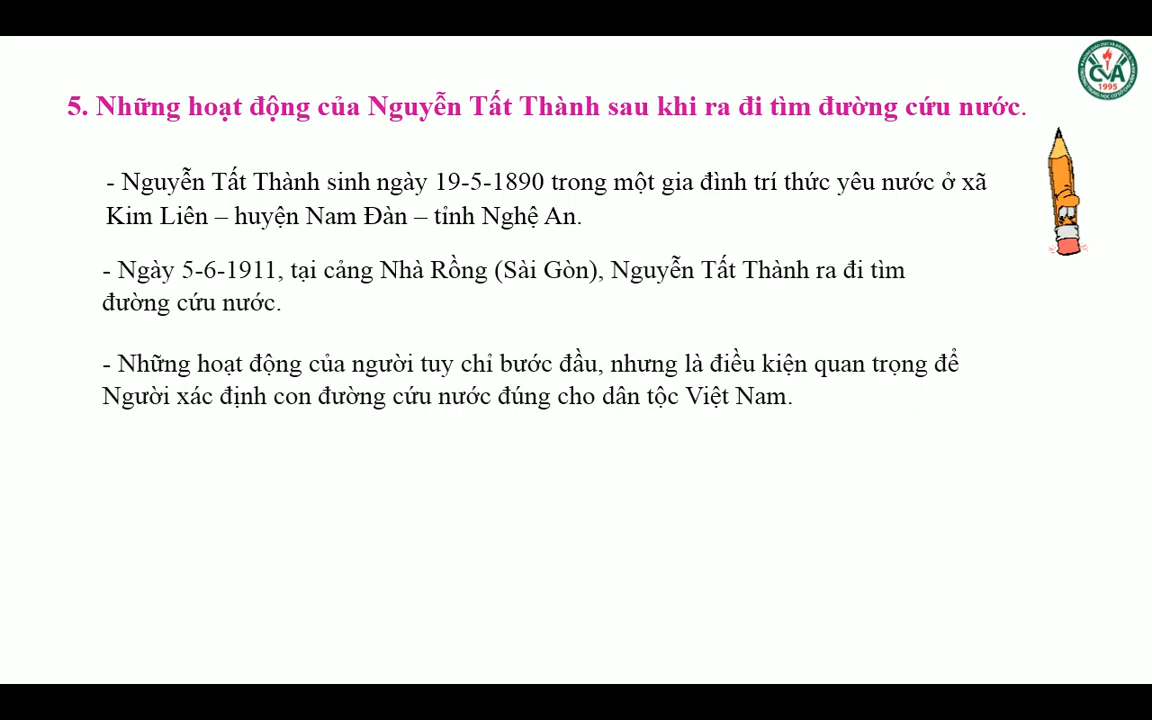 CVA
1995
5. Những hoạt động của Nguyễn Tất Thành sau khi ra đi tìm đường cứu nước.
- Nguyễn Tất Thành sinh ngày 19-5-1890 trong một gia đình trí thức yêu nước ở xã
Kim Liên – huyện Nam Đàn – tỉnh Nghệ An.
- Ngày 5-6-1911, tại cảng Nhà Rồng (Sài Gòn), Nguyễn Tất Thành ra đi tìm
đường cứu nước.
- Những hoạt động của người tuy chỉ bước đầu, nhưng là điều kiện quan trọng để
Người xác định con đường cứu nước đúng cho dân tộc Việt Nam.